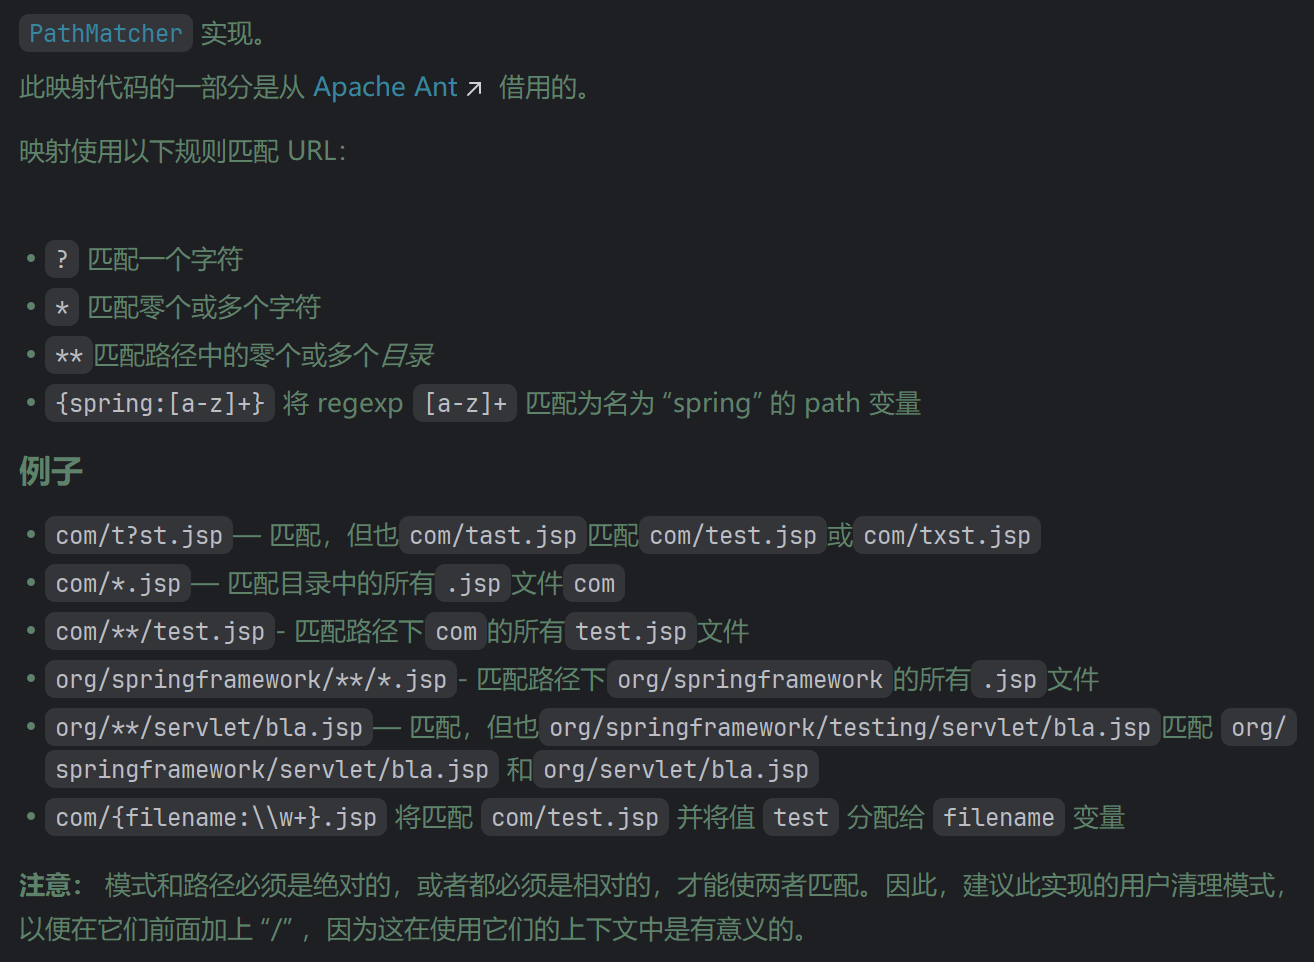 PathMatcher 实现。
此映射代码的一部分是从 Apache Ant↗ 借用的。
映射使用以下规则匹配 URL：
• ? 匹配一个字符
• * 匹配零个或多个字符
• ** 匹配路径中的零个或多个目录
• {spring:[a-z]+} 将 regexp [a-z]+ 匹配为名为 “spring” 的 path 变量
例子
• com/t?st.jsp — 匹配，但也 com/tast.jsp 匹配 com/test.jsp 或 com/txst.jsp
• com/*.jsp — 匹配目录中的所有 .jsp 文件 com
• com/**/test.jsp - 匹配路径下 com 的所有 test.jsp 文件
• org/springframework/**/*.jsp - 匹配路径下 org/springframework 的所有 .jsp 文件
• org/**/servlet/bla.jsp — 匹配，但也 org/springframework/testing/servlet/bla.jsp 匹配 org/
springframework/servlet/bla.jsp 和 org/servlet/bla.jsp
• com/{filename:\\w+}.jsp 将匹配 com/test.jsp 并将值 test 分配给 filename 变量
注意： 模式和路径必须是绝对的，或者都必须是相对的，才能使两者匹配。因此，建议此实现的用户清理模式，
以便在它们前面加上 “/” ，因为这在使用它们的上下文中是有意义的。